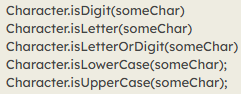 Character.isDigit(someChar)
Character.isLetter(someChar)
Character.isLetterOrDigit(someChar)
Character.isLowerCase(someChar);
Character.isUpperCase(someChar);